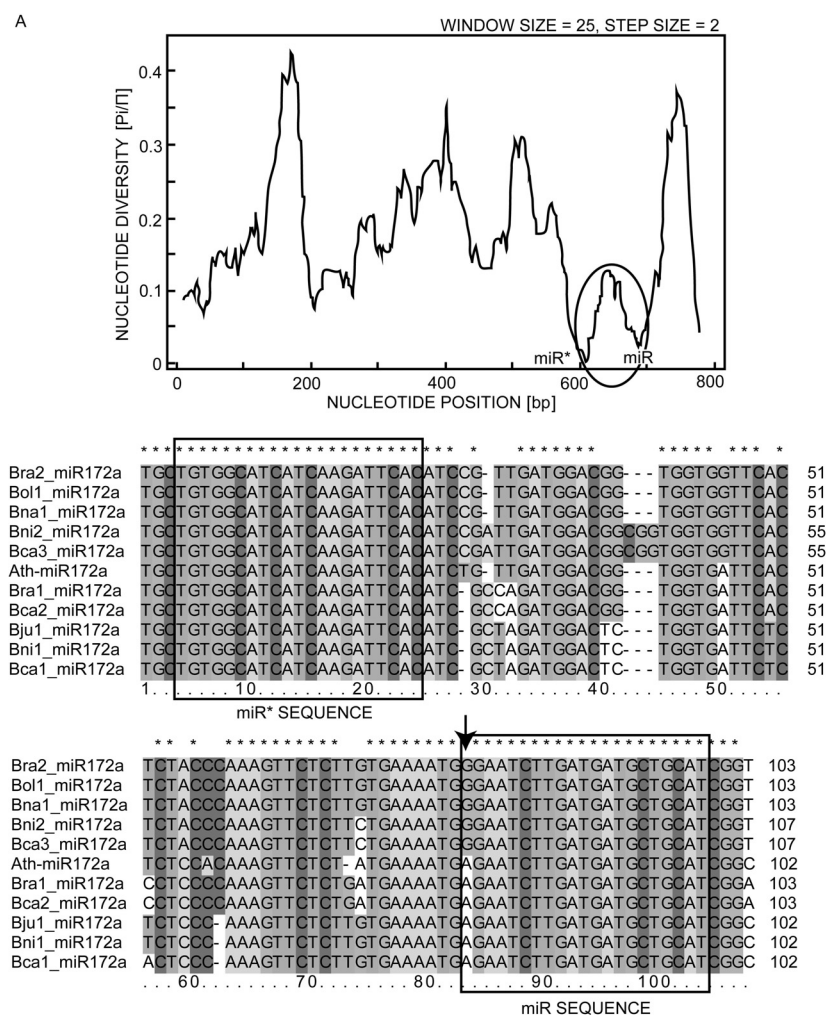 A
WINDOW SIZE = 25, STEP SIZE = 2
NUCLEOTIDE DIVERSITY [Pi/Π]
0.4
0.3
0.2
0.1
0
miR*
miR
0 200 400 600 800
NUCLEOTIDE POSITION [bp]
* * * * * * * * * * * * * * * * * * * * * * * * * * * * * * * * * * * * * * * * * * *
Bra2_miR172a TGCTGTGGCATCATCAAGATTCACATCCG-TTGATGGACGG---TGGTGGTTCAC 51
Bol1_miR172a TGCTGTGGCATCATCAAGATTCACATCCG-TTGATGGACGG---TGGTGGTTCAC 51
Bna1_miR172a TGCTGTGGCATCATCAAGATTCACATCCG-TTGATGGACGG---TGGTGGTTCAC 51
Bni2_miR172a TGCTGTGGCATCATCAAGATTCACATCCGATTGATGGACGGCGGTGGTGGTTCAC 55
Bca3_miR172a TGCTGTGGCATCATCAAGATTCACATCCGATTGATGGACGGCGGTGGTGGTTCAC 55
Ath-miR172a TGCTGTGGCATCATCAAGATTCACATCTG-TTGATGGACGG---TGGTGATTCAC 51
Bra1_miR172a TGCTGTGGCATCATCAAGATTCACATC-GCCAGATGGACGG---TGGTGATTCAC 51
Bca2_miR172a TGCTGTGGCATCATCAAGATTCACATC-GCCAGATGGACGG---TGGTGATTCAC 51
Bju1_miR172a TGCTGTGGCATCATCAAGATTCACATC-GCTAGATGGACTC---TGGTGATTCTC 51
Bni1_miR172a TGCTGTGGCATCATCAAGATTCACATC-GCTAGATGGACTC---TGGTGATTCTC 51
Bca1_miR172a TGCTGTGGCATCATCAAGATTCACATC-GCTAGATGGACTC---TGGTGATTCTC 51
1.......10........20........30........40........50.....
miR* SEQUENCE
* * * * * * * * * * * * * * * * * * * * * * * * * * * * * * * * * * * * * * * * * * *
Bra2_miR172a TCTACCCAAAGTTCTCTTGTGAAAATGGGAATCTTGATGATGCTGCATCGGT 103
Bol1_miR172a TCTACCCAAAGTTCTCTTGTGAAAATGGGAATCTTGATGATGCTGCATCGGT 103
Bna1_miR172a TCTACCCAAAGTTCTCTTGTGAAAATGGGAATCTTGATGATGCTGCATCGGT 103
Bni2_miR172a TCTACCCAAAGTTCTCTTCTGAAAATGGGAATCTTGATGATGCTGCATCGGT 107
Bca3_miR172a TCTACCCAAAGTTCTCTTCTGAAAATGGGAATCTTGATGATGCTGCATCGGT 107
Ath-miR172a TCTCCACAAAGTTCTCT-ATGAAAATGAGAATCTTGATGATGCTGCATCGGC 102
Bra1_miR172a CCTCCCCAAAGTTCTCTGATGAAAATGAGAATCTTGATGATGCTGCATCGGA 103
Bca2_miR172a CCTCCCCAAAGTTCTCTGATGAAAATGAGAATCTTGATGATGCTGCATCGGA 103
Bju1_miR172a TCTCCC-AAAGTTCTCTTGTGAAAATGAGAATCTTGATGATGCTGCATCGGC 102
Bni1_miR172a TCTCCC-AAAGTTCTCTTGTGAAAATGAGAATCTTGATGATGCTGCATCGGC 102
Bca1_miR172a ACTCCC-AAAGTTCTCTTGTGAAAATGAGAATCTTGATGATGCTGCATCGGC 102
....60........70........80........90.......100........
miR SEQUENCE